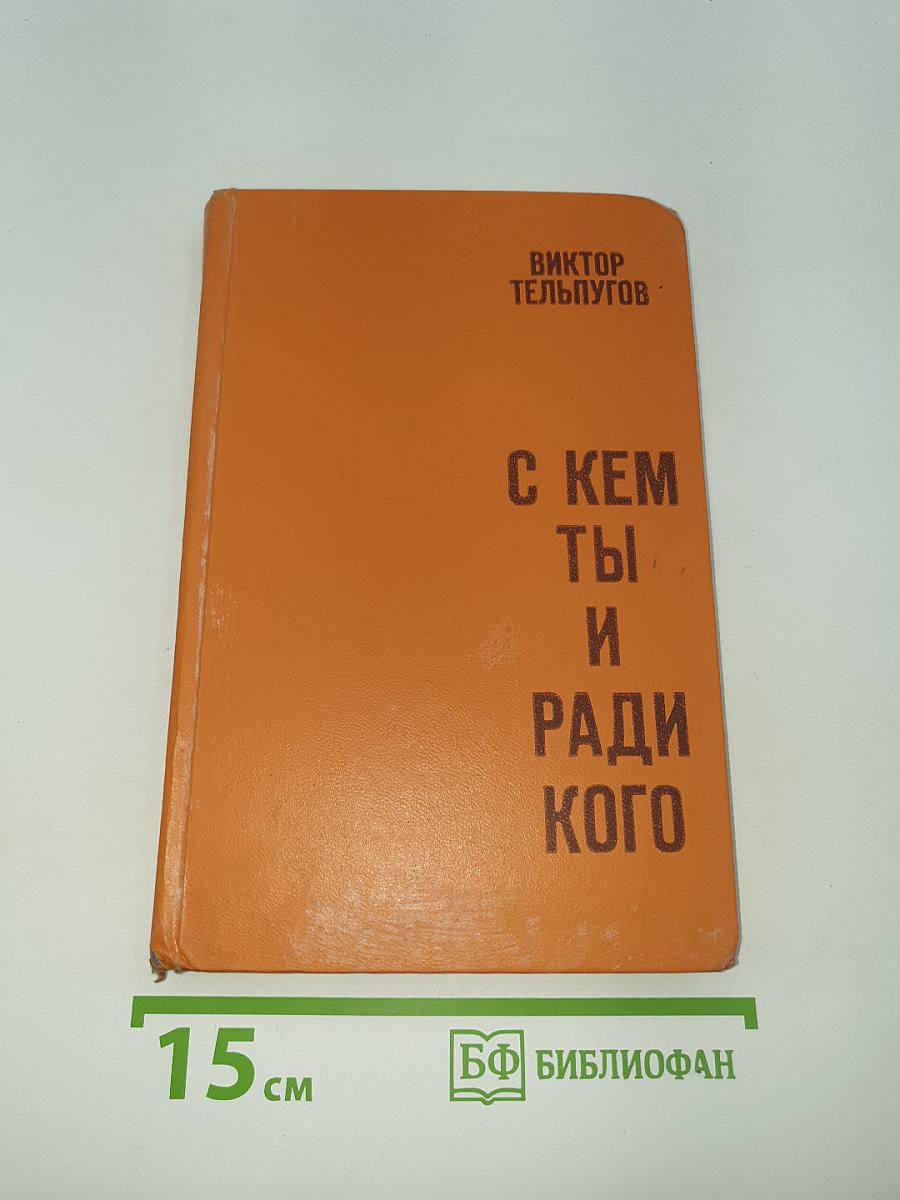 ВИКТОР
ТЕЛЬПУГОВ
С КЕМ
ТЫ
И
РАДИ
КОГО
15 см
БФ БИБЛИОФАН